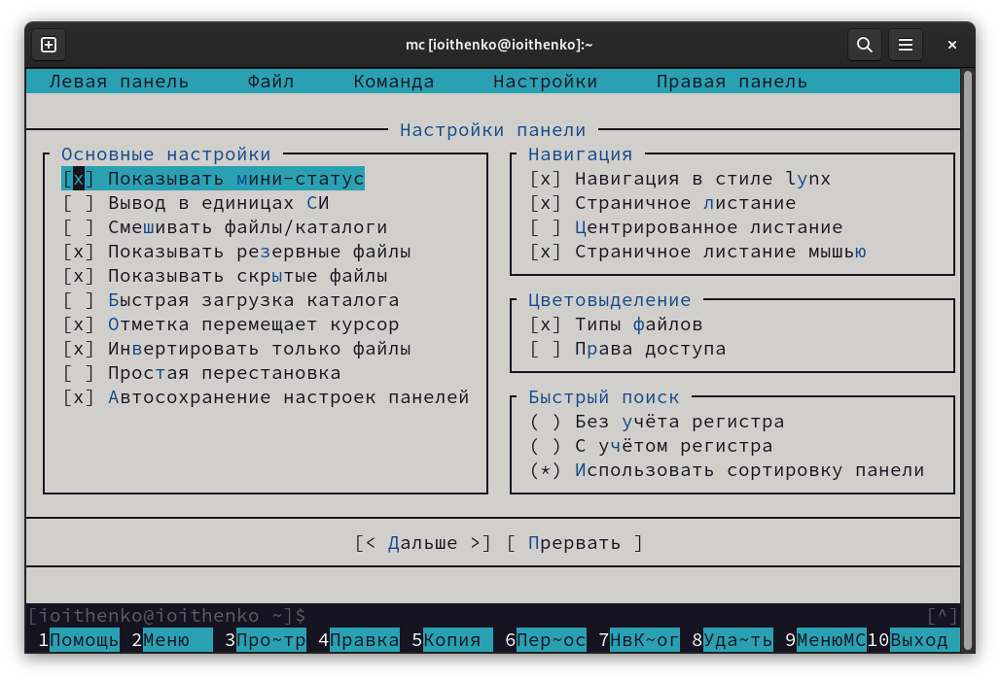 mc [ioithenko@ioithenko]:~
Левая панель Файл Команда Настройки Правая панель
Настройки панели
Основные настройки
[x] Показывать мини-статус
[ ] Вывод в единицах СИ
[ ] Смешивать файлы/каталоги
[x] Показывать резервные файлы
[x] Показывать скрытые файлы
[ ] Быстрая загрузка каталога
[x] Отметка перемещает курсор
[x] Инвертировать только файлы
[ ] Простая перестановка
[x] Автосохранение настроек панелей
Навигация
[x] Навигация в стиле lynx
[x] Страничное листание
[ ] Центрированное листание
[x] Страничное листание мышью
Цветовыделение
[x] Типы файлов
[ ] Права доступа
Быстрый поиск
( ) Без учёта регистра
( ) С учётом регистра
(*) Использовать сортировку панели
[< Дальше >] [ Прервать ]
[ioithenko@ioithenko ~]$ [^]
1Помощь 2Меню 3Про~тр 4Правка 5Копия 6Пер~ос 7НвК~ог 8Уда~ть 9МенюМС10Выход